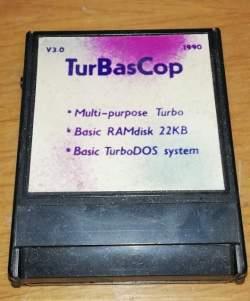 V3.0 1990
TurBasCop
* Multi-purpose Turbo
* Basic RAMdisk 22KB
* Basic TurboDOS system